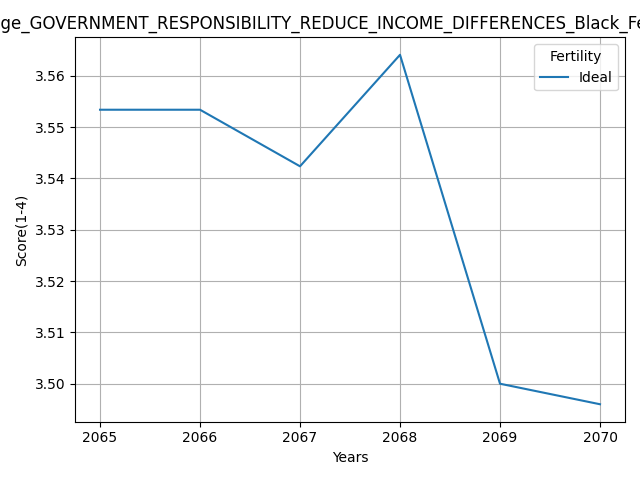 ge_GOVERNMENT_RESPONSIBILITY_REDUCE_INCOME_DIFFERENCES_Black_Fe
Fertility
Ideal
3.56
3.55
3.54
3.53
3.52
3.51
3.50
Score(1-4)
2065 2066 2067 2068 2069 2070
Years